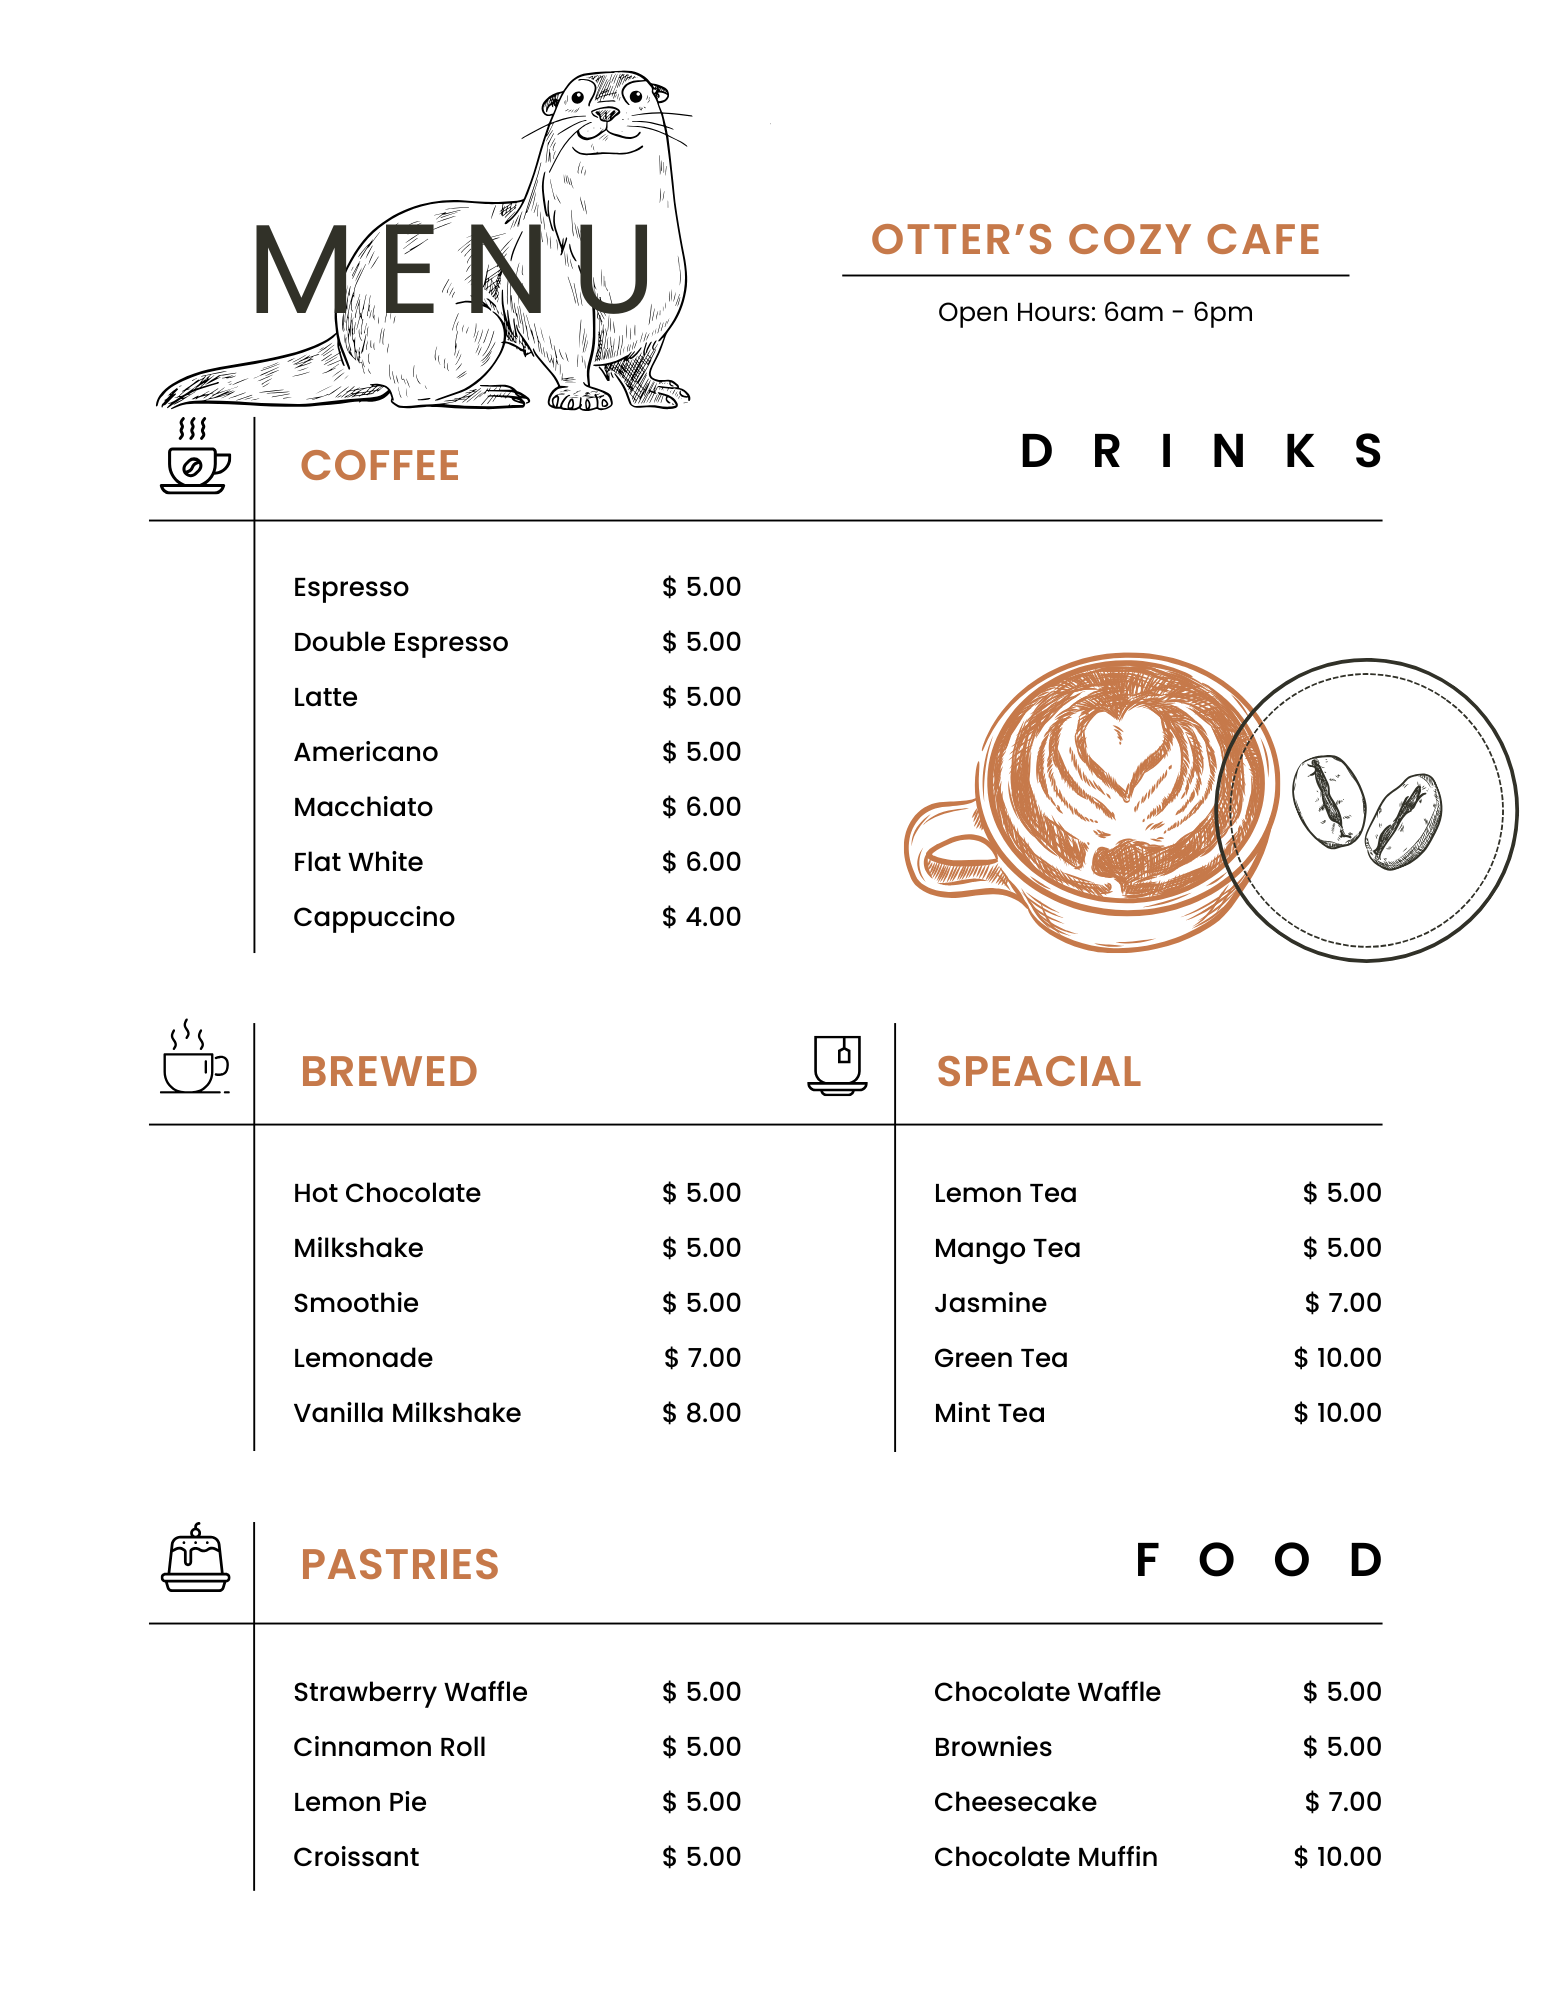 MENU
OTTER’S COZY CAFE
Open Hours: 6am - 6pm
COFFEE
DRINKS
Espresso $ 5.00
Double Espresso $ 5.00
Latte $ 5.00
Americano $ 5.00
Macchiato $ 6.00
Flat White $ 6.00
Cappuccino $ 4.00
BREWED
Hot Chocolate $ 5.00
Milkshake $ 5.00
Smoothie $ 5.00
Lemonade $ 7.00
Vanilla Milkshake $ 8.00
SPEACIAL
Lemon Tea $ 5.00
Mango Tea $ 5.00
Jasmine $ 7.00
Green Tea $ 10.00
Mint Tea $ 10.00
PASTRIES
FOOD
Strawberry Waffle $ 5.00
Cinnamon Roll $ 5.00
Lemon Pie $ 5.00
Croissant $ 5.00
Chocolate Waffle $ 5.00
Brownies $ 5.00
Cheesecake $ 7.00
Chocolate Muffin $ 10.00